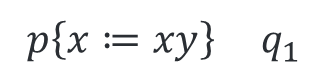 p{x ≔ xy} q₁